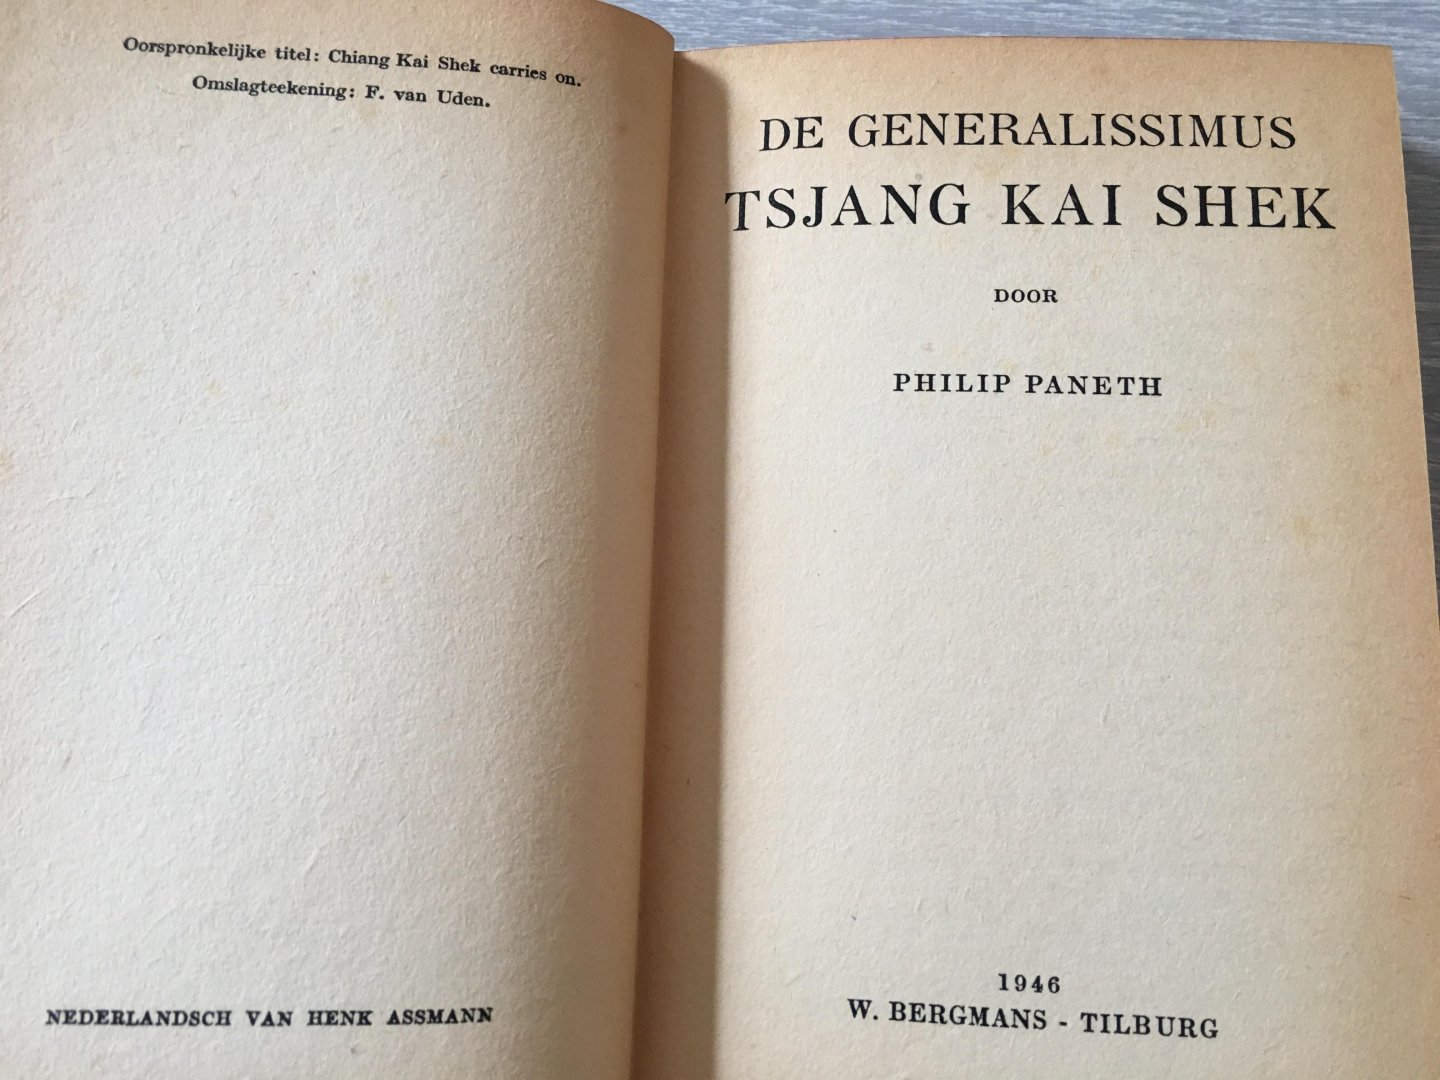 Oorspronkelijke titel: Chiang Kai Shek carries on.
Omslagteekening: F. van Uden.
NEDERLANDSCH VAN HENK ASSMANN
DE GENERALISSIMUS
TSJANG KAI SHEK
DOOR
PHILIP PANETH
1946
W. BERGMANS - TILBURG